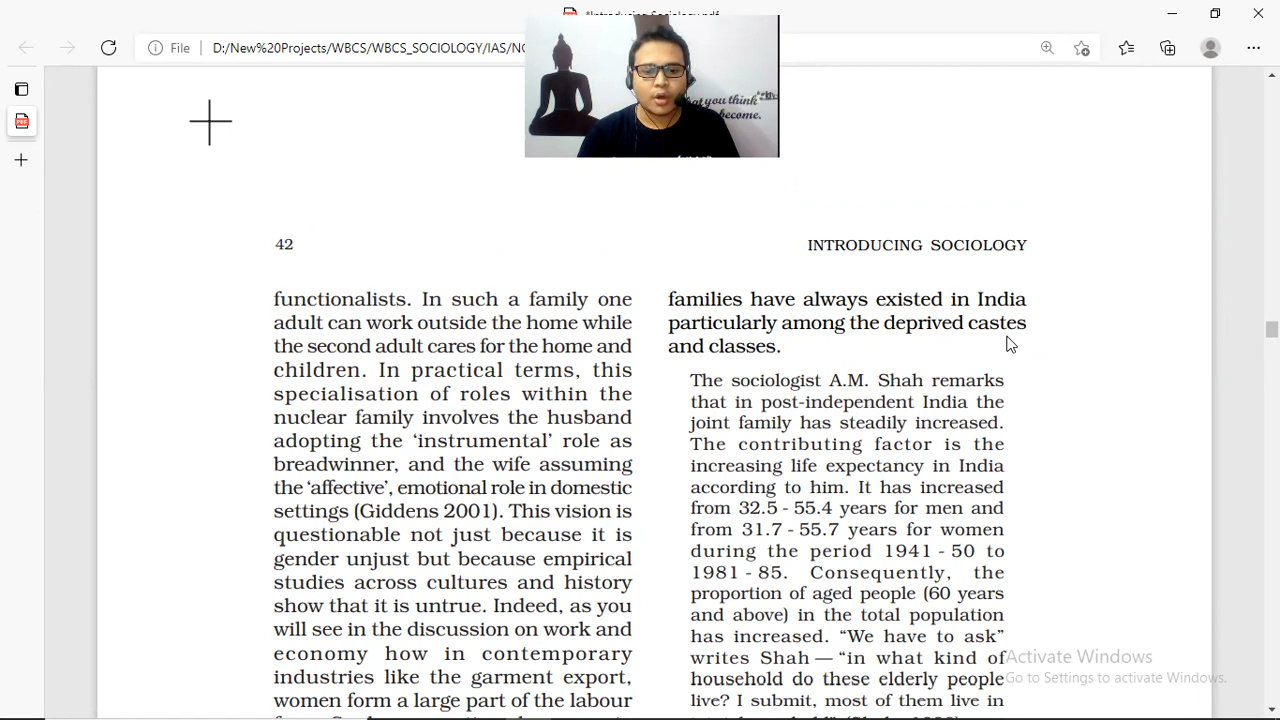 *Introducing Sociology.pdf
File
D:/New%20Projects/WBCS/WBCS_SOCIOLOGY/IAS/NC
you think
become.
42
INTRODUCING SOCIOLOGY
functionalists. In such a family one
adult can work outside the home while
the second adult cares for the home and
children. In practical terms, this
specialisation of roles within the
nuclear family involves the husband
adopting the ‘instrumental’ role as
breadwinner, and the wife assuming
the ‘affective’, emotional role in domestic
settings (Giddens 2001). This vision is
questionable not just because it is
gender unjust but because empirical
studies across cultures and history
show that it is untrue. Indeed, as you
will see in the discussion on work and
economy how in contemporary
industries like the garment export,
women form a large part of the labour
families have always existed in India
particularly among the deprived castes
and classes.
The sociologist A.M. Shah remarks
that in post-independent India the
joint family has steadily increased.
The contributing factor is the
increasing life expectancy in India
according to him. It has increased
from 32.5 - 55.4 years for men and
from 31.7 - 55.7 years for women
during the period 1941 - 50 to
1981 - 85. Consequently, the
proportion of aged people (60 years
and above) in the total population
has increased. “We have to ask”
writes Shah — “in what kind of
household do these elderly people
live? I submit, most of them live in
Activate Windows
Go to Settings to activate Windows.